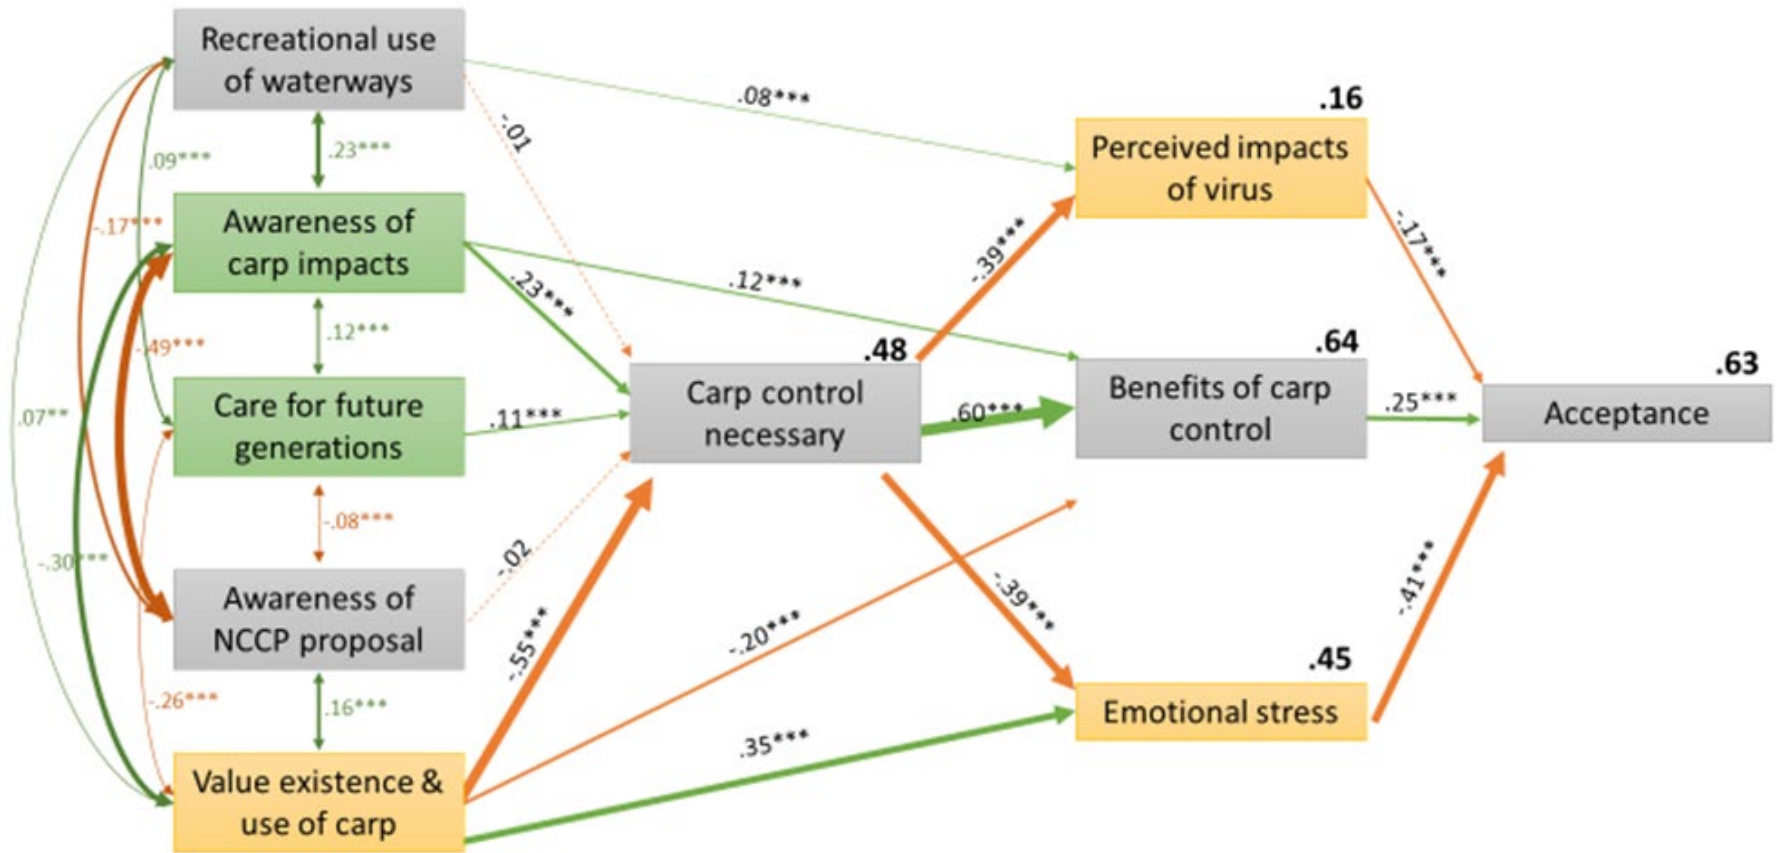 Recreational use
of waterways
.08***
-.01
.16
Perceived impacts
of virus
.09***
.23***
-.17***
Awareness of
carp impacts
.23***
.12***
-.39***
-.17***
-.49***
.12***
.48
.64
.63
Care for future
generations
.11***
Carp control
necessary
.60***
Benefits of carp
control
.25***
Acceptance
.07**
-.08***
-.02
-.30***
Awareness of
NCCP proposal
-.55***
-.20***
-.39***
-.41***
.45
-.26***
.16***
Emotional stress
.35***
Value existence &
use of carp